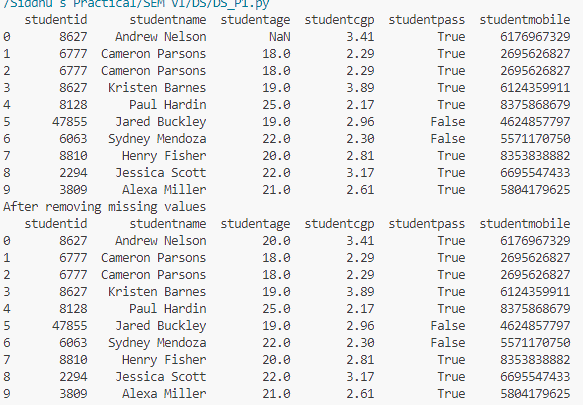 /Siddhu's Practical/SEM VI/DS/DS_P1.py
studentid studentname studentage studentcgp studentpass studentmobile
0 8627 Andrew Nelson NaN 3.41 True 6176967329
1 6777 Cameron Parsons 18.0 2.29 True 2695626827
2 6777 Cameron Parsons 18.0 2.29 True 2695626827
3 8627 Kristen Barnes 19.0 3.89 True 6124359911
4 8128 Paul Hardin 25.0 2.17 True 8375868679
5 47855 Jared Buckley 19.0 2.96 False 4624857797
6 6063 Sydney Mendoza 22.0 2.30 False 5571170750
7 8810 Henry Fisher 20.0 2.81 True 8353838882
8 2294 Jessica Scott 22.0 3.17 True 6695547433
9 3809 Alexa Miller 21.0 2.61 True 5804179625
After removing missing values
studentid studentname studentage studentcgp studentpass studentmobile
0 8627 Andrew Nelson 20.0 3.41 True 6176967329
1 6777 Cameron Parsons 18.0 2.29 True 2695626827
2 6777 Cameron Parsons 18.0 2.29 True 2695626827
3 8627 Kristen Barnes 19.0 3.89 True 6124359911
4 8128 Paul Hardin 25.0 2.17 True 8375868679
5 47855 Jared Buckley 19.0 2.96 False 4624857797
6 6063 Sydney Mendoza 22.0 2.30 False 5571170750
7 8810 Henry Fisher 20.0 2.81 True 8353838882
8 2294 Jessica Scott 22.0 3.17 True 6695547433
9 3809 Alexa Miller 21.0 2.61 True 5804179625